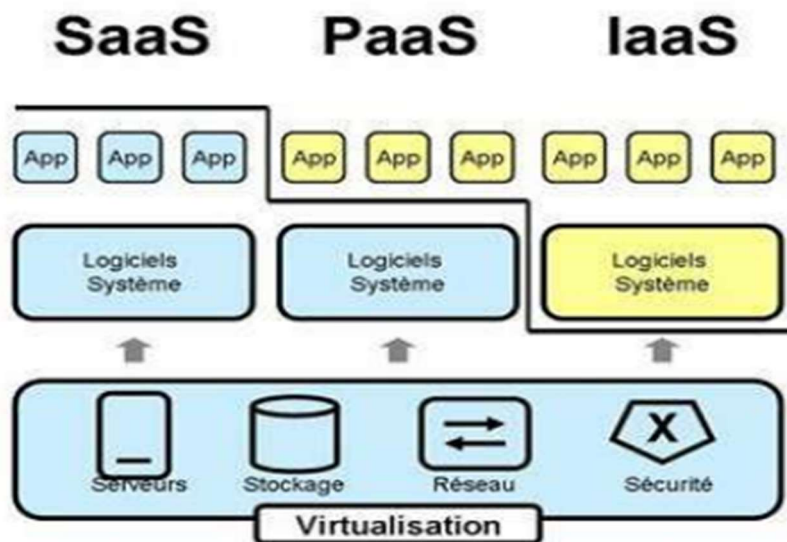 SaaS PaaS IaaS
App App App App App App App App App
Logiciels Système
Logiciels Système
Logiciels Système
Serveurs Stockage Réseau Sécurité
X
Virtualisation